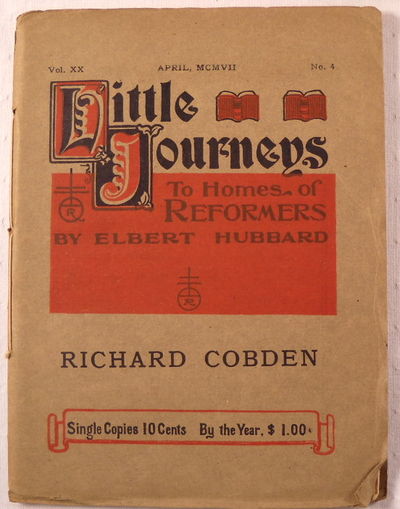 Vol. XX APRIL, MCMVII No. 4
Little
Journeys
To Homes of
REFORMERS
BY ELBERT HUBBARD
R
R
RICHARD COBDEN
Single Copies 10 Cents By the Year, $ 1.00